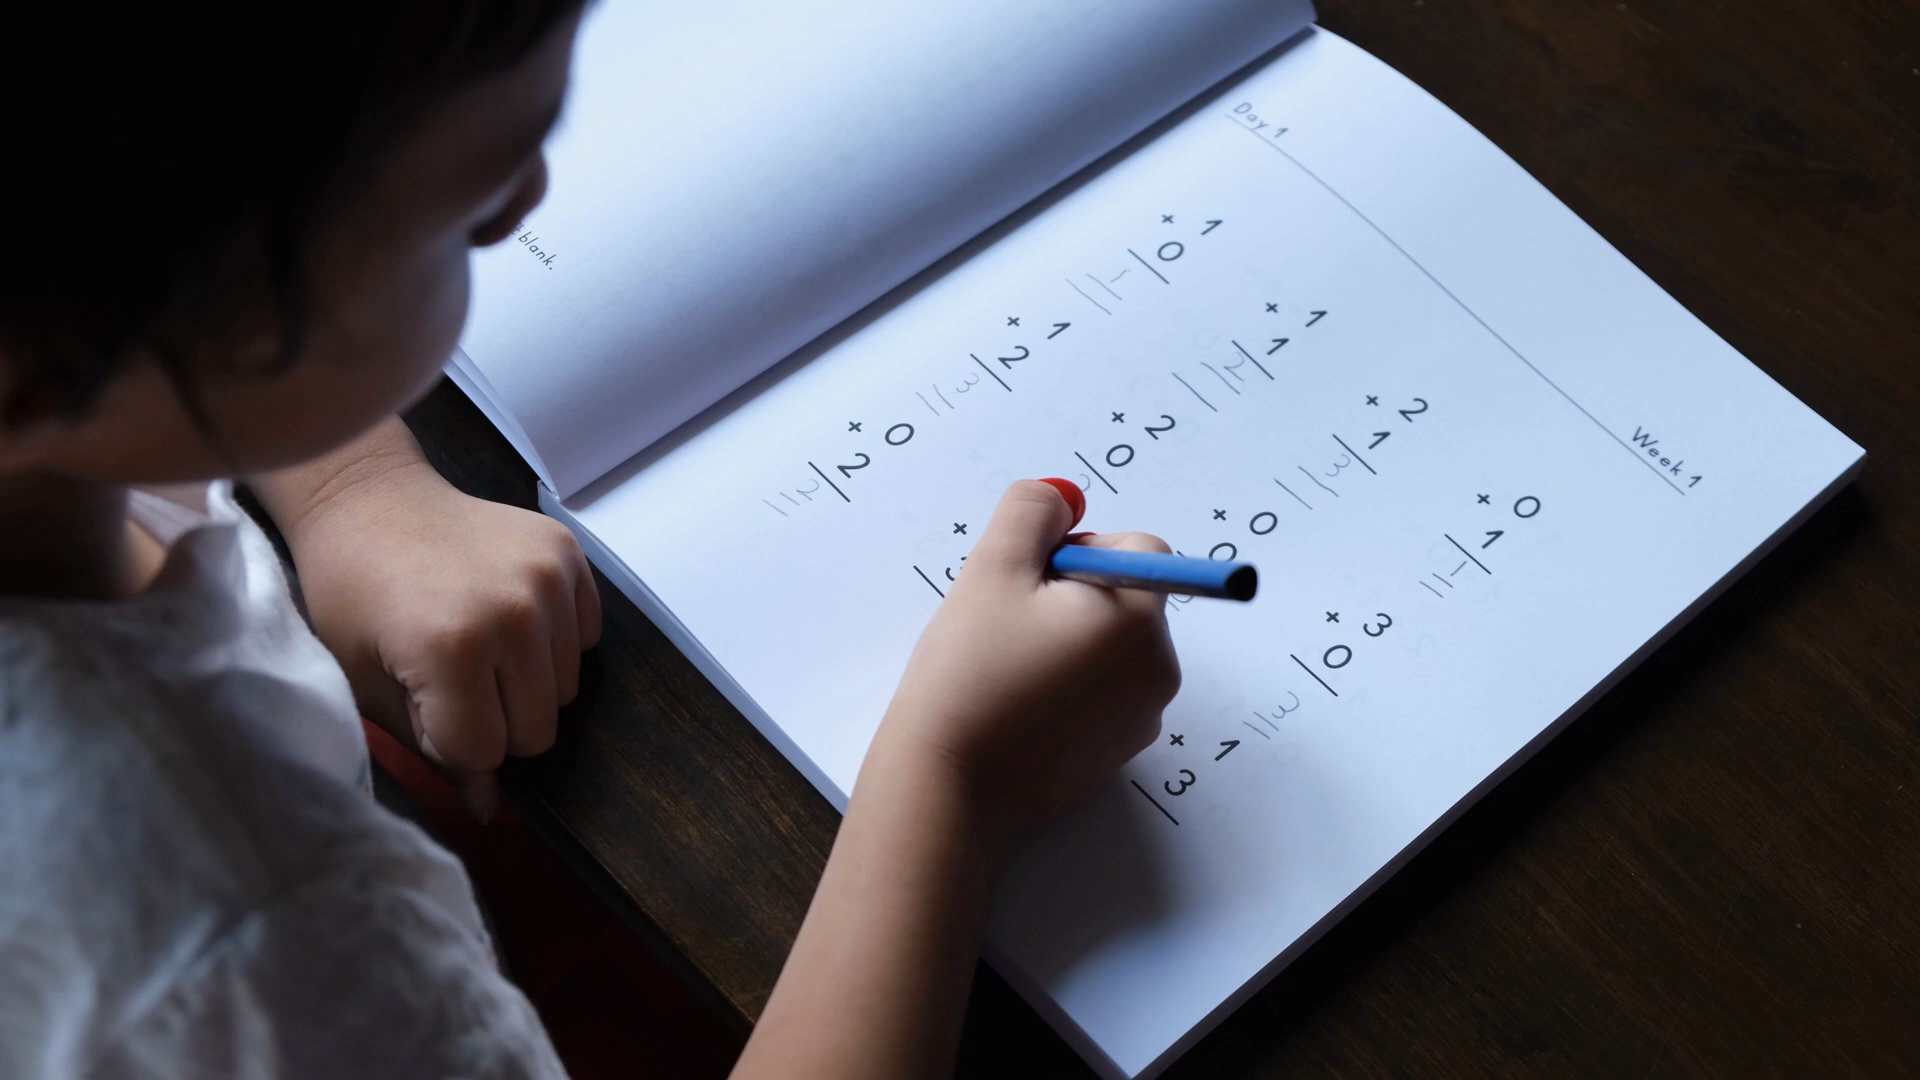 blank.
Day 1 Week 1
1 1 2 0
+ 0 + 1 + 1 + 1
1 2 3 1
1 2 0 3
+ 2 + 0 + 0 + 0
3 3
0 1
+ 2 + + 3
2